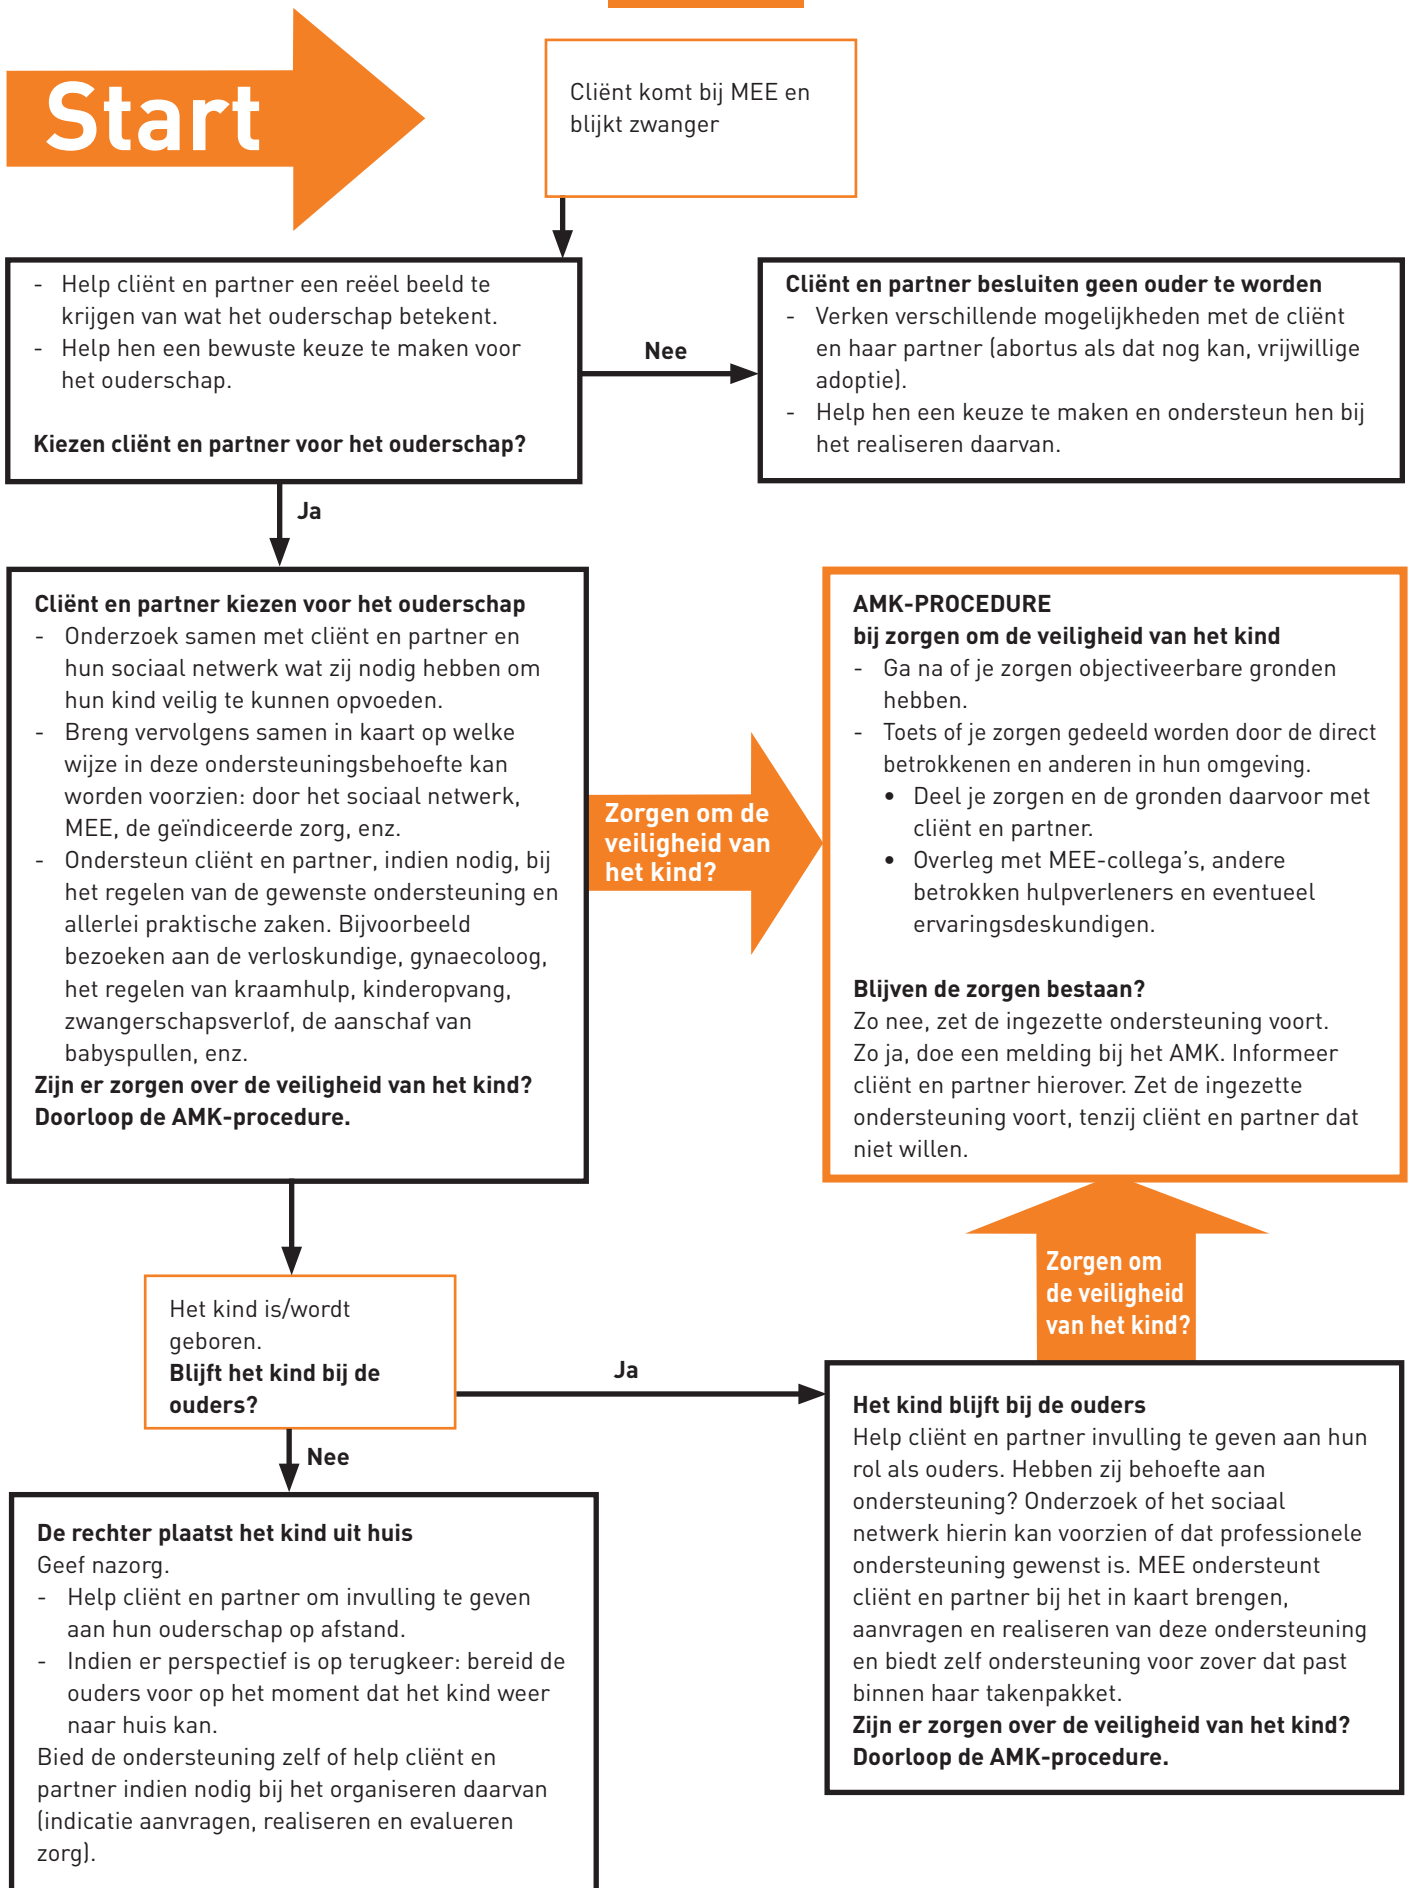 Start
Cliënt komt bij MEE en
blijkt zwanger
- Help cliënt en partner een reëel beeld te
krijgen van wat het ouderschap betekent.
- Help hen een bewuste keuze te maken voor
het ouderschap.
Kiezen cliënt en partner voor het ouderschap?
Nee
Cliënt en partner besluiten geen ouder te worden
- Verken verschillende mogelijkheden met de cliënt
en haar partner (abortus als dat nog kan, vrijwillige
adoptie).
- Help hen een keuze te maken en ondersteun hen bij
het realiseren daarvan.
Ja
Cliënt en partner kiezen voor het ouderschap
- Onderzoek samen met cliënt en partner en
hun sociaal netwerk wat zij nodig hebben om
hun kind veilig te kunnen opvoeden.
- Breng vervolgens samen in kaart op welke
wijze in deze ondersteuningsbehoefte kan
worden voorzien: door het sociaal netwerk,
MEE, de geïndiceerde zorg, enz.
- Ondersteun cliënt en partner, indien nodig, bij
het regelen van de gewenste ondersteuning en
allerlei praktische zaken. Bijvoorbeeld
bezoeken aan de verloskundige, gynaecoloog,
het regelen van kraamhulp, kinderopvang,
zwangerschapsverlof, de aanschaf van
babyspullen, enz.
Zijn er zorgen over de veiligheid van het kind?
Doorloop de AMK-procedure.
Zorgen om de
veiligheid van
het kind?
AMK-PROCEDURE
bij zorgen om de veiligheid van het kind
- Ga na of je zorgen objectiveerbare gronden
hebben.
- Toets of je zorgen gedeeld worden door de direct
betrokkenen en anderen in hun omgeving.
• Deel je zorgen en de gronden daarvoor met
cliënt en partner.
• Overleg met MEE-collega's, andere
betrokken hulpverleners en eventueel
ervaringsdeskundigen.
Blijven de zorgen bestaan?
Zo nee, zet de ingezette ondersteuning voort.
Zo ja, doe een melding bij het AMK. Informeer
cliënt en partner hierover. Zet de ingezette
ondersteuning voort, tenzij cliënt en partner dat
niet willen.
Zorgen om
de veiligheid
van het kind?
Het kind is/wordt
geboren.
Blijft het kind bij de
ouders?
Ja
Nee
Het kind blijft bij de ouders
Help cliënt en partner invulling te geven aan hun
rol als ouders. Hebben zij behoefte aan
ondersteuning? Onderzoek of het sociaal
netwerk hierin kan voorzien of dat professionele
ondersteuning gewenst is. MEE ondersteunt
cliënt en partner bij het in kaart brengen,
aanvragen en realiseren van deze ondersteuning
en biedt zelf ondersteuning voor zover dat past
binnen haar takenpakket.
Zijn er zorgen over de veiligheid van het kind?
Doorloop de AMK-procedure.
De rechter plaatst het kind uit huis
Geef nazorg.
- Help cliënt en partner om invulling te geven
aan hun ouderschap op afstand.
- Indien er perspectief is op terugkeer: bereid de
ouders voor op het moment dat het kind weer
naar huis kan.
Bied de ondersteuning zelf of help cliënt en
partner indien nodig bij het organiseren daarvan
(indicatie aanvragen, realiseren en evalueren
zorg).